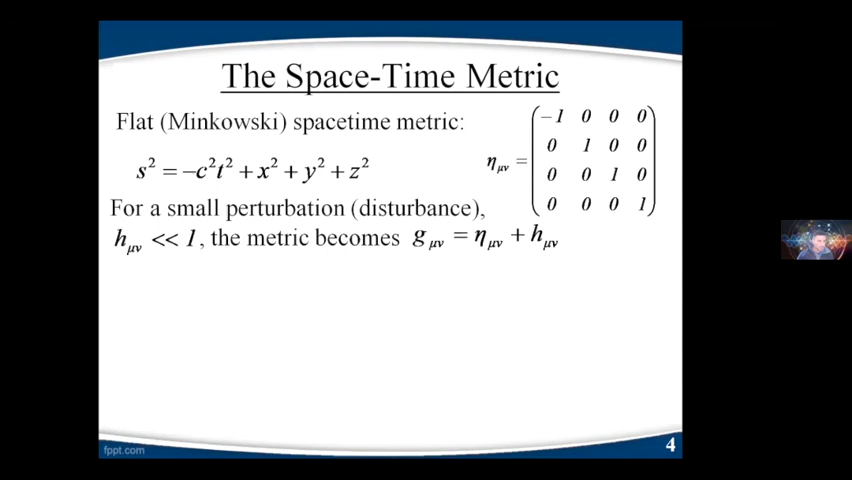 The Space-Time Metric
Flat (Minkowski) spacetime metric:
s² = −c²t² + x² + y² + z²
η_μν = (−1 0 0 0
0 1 0 0
0 0 1 0
0 0 0 1)
For a small perturbation (disturbance),
h_μν << 1, the metric becomes g_μν = η_μν + h_μν
fppt.com
4